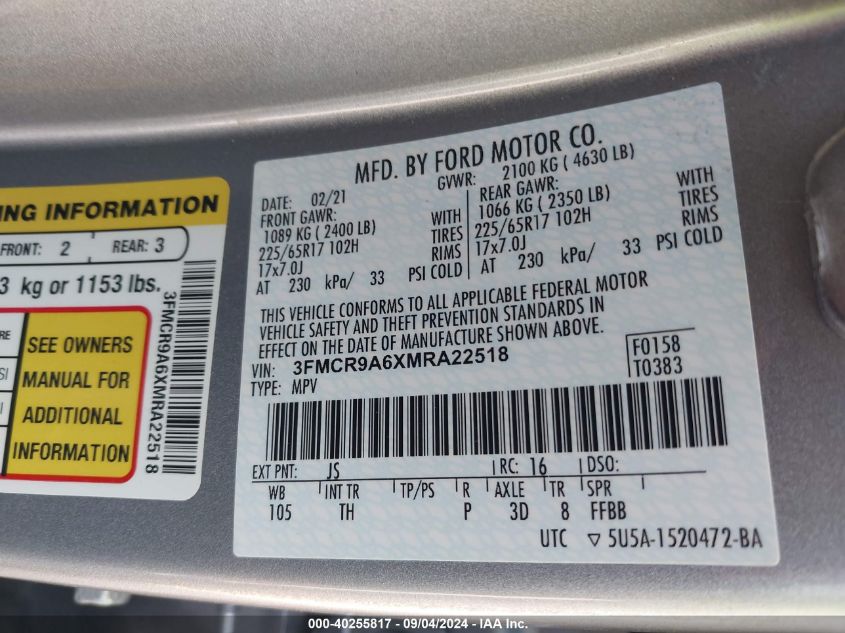 NG INFORMATION
FRONT: 2 REAR: 3
3 kg or 1153 lbs.
SEE OWNERS
MANUAL FOR
ADDITIONAL
INFORMATION
3FMCR9A6XMRA22518
MFD. BY FORD MOTOR CO.
DATE: 02/21 GVWR: 2100 KG ( 4630 LB)
FRONT GAWR: REAR GAWR:
1089 KG ( 2400 LB) WITH 1066 KG ( 2350 LB) WITH
225/65R17 102H TIRES 225/65R17 102H TIRES
17x7.0J RIMS 17x7.0J RIMS
AT 230 kPa/ 33 PSI COLD AT 230 kPa/ 33 PSI COLD
THIS VEHICLE CONFORMS TO ALL APPLICABLE FEDERAL MOTOR
VEHICLE SAFETY AND THEFT PREVENTION STANDARDS IN
EFFECT ON THE DATE OF MANUFACTURE SHOWN ABOVE.
VIN: 3FMCR9A6XMRA22518 F0158
TYPE: MPV T0383
EXT PNT: JS RC: 16 DSO:
WB INT TR TP/PS R AXLE TR SPR
105 TH P 3D 8 FFBB
UTC ▽ 5U5A-1520472-BA
000-40255817 - 09/04/2024 - IAA Inc.